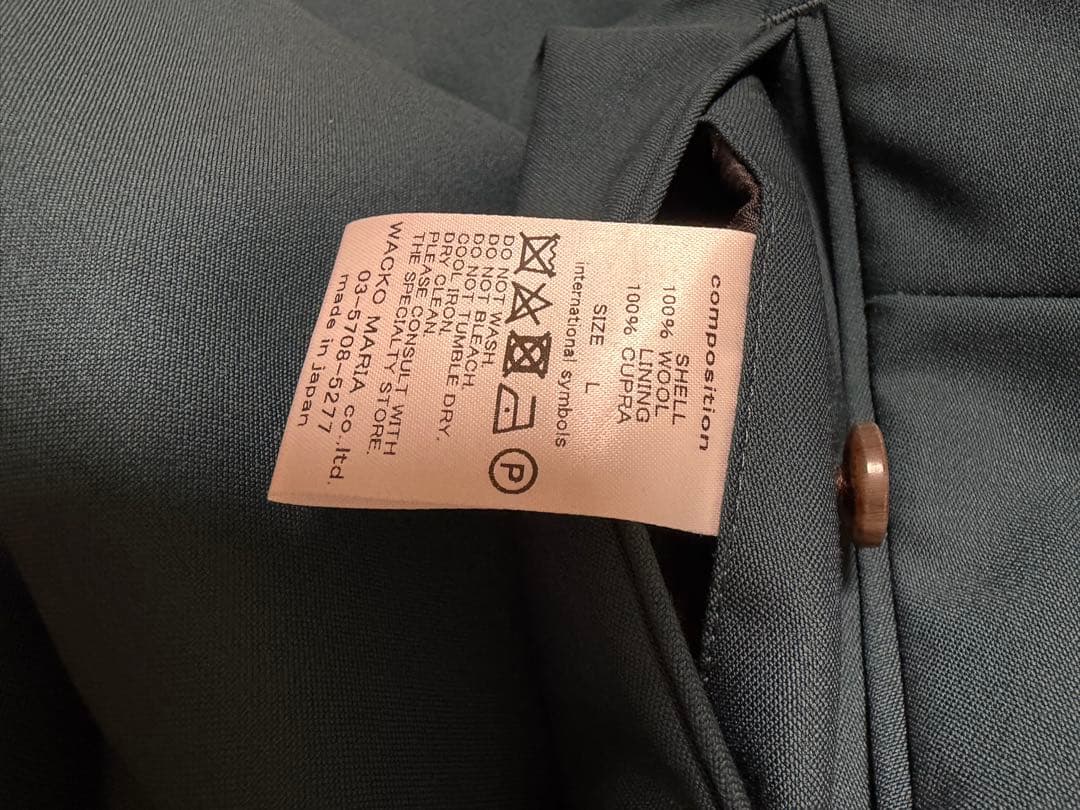 composition
SHELL
100% WOOL
LINING
100% CUPRA
SIZE L
international symbols
P
DO NOT WASH.
DO NOT BLEACH.
DO NOT TUMBLE DRY.
COOL IRON.
DRY CLEAN.
PLEASE CONSULT WITH
THE SPECIALTY STORE.
WACKO MARIA co.,ltd.
03-5708-5277
made in japan